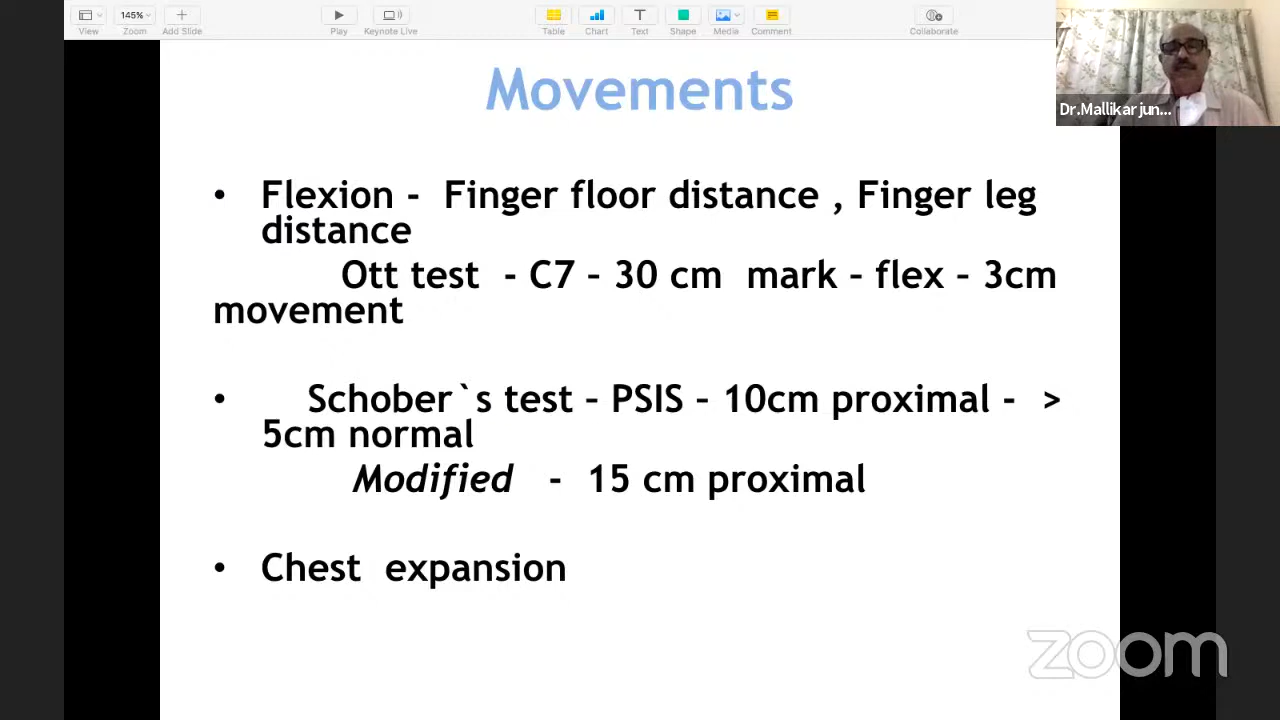 145%
View
Zoom
Add Slide
Play
Keynote Live
Table
Chart
Text
Shape
Media
Comment
Collaborate
Dr.Mallikarjun...
Movements
• Flexion - Finger floor distance , Finger leg
distance
Ott test - C7 – 30 cm mark – flex – 3cm
movement
• Schober`s test – PSIS – 10cm proximal - >
5cm normal
Modified - 15 cm proximal
• Chest expansion
zoom